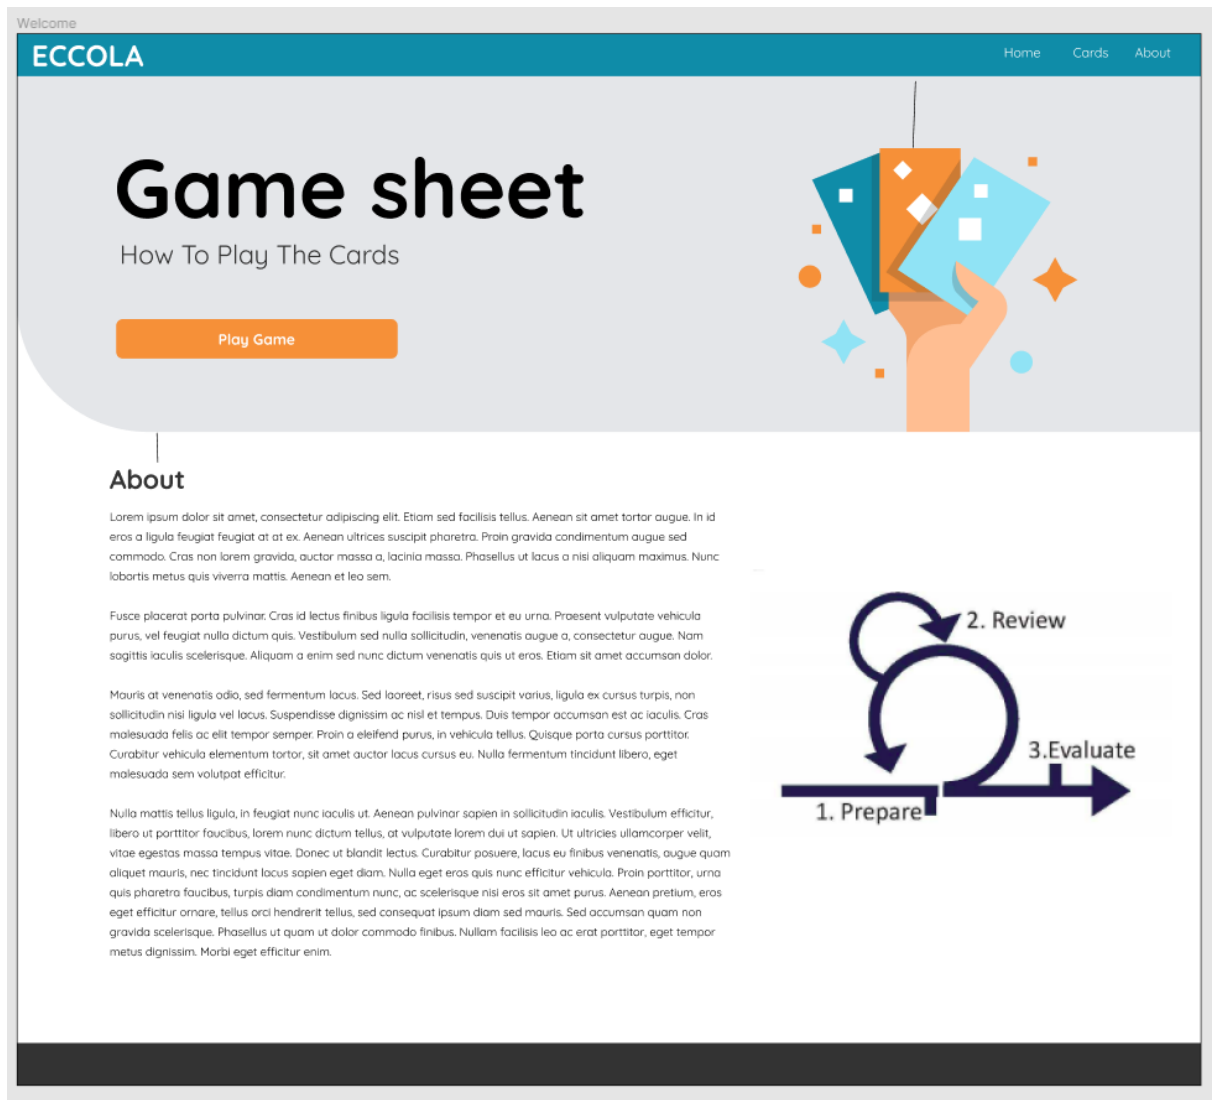 Welcome
ECCOLA
Home Cards About
Game sheet
How To Play The Cards
Play Game
About
Lorem ipsum dolor sit amet, consectetur adipiscing elit. Etiam sed facilisis tellus. Aenean sit amet tortor augue. In id
eros a ligula feugiat feugiat at at ex. Aenean ultrices suscipit pharetra. Proin gravida condimentum augue sed
commodo. Cras non lorem gravida, auctor massa a, lacinia massa. Phasellus ut lacus a nisi aliquam maximus. Nunc
lobortis metus quis viverra mattis. Aenean et leo sem.
Fusce placerat porta pulvinar. Cras id lectus finibus ligula facilisis tempor et eu urna. Praesent vulputate vehicula
purus, vel feugiat nulla dictum quis. Vestibulum sed nulla sollicitudin, venenatis augue a, consectetur augue. Nam
sagittis iaculis scelerisque. Aliquam a enim sed nunc dictum venenatis quis ut eros. Etiam sit amet accumsan dolor.
Mauris at venenatis odio, sed fermentum lacus. Sed laoreet, risus sed suscipit varius, ligula ex cursus turpis, non
sollicitudin nisi ligula vel lacus. Suspendisse dignissim ac nisl et tempus. Duis tempor accumsan est ac iaculis. Cras
malesuada felis ac elit tempor semper. Proin a eleifend purus, in vehicula tellus. Quisque porta cursus porttitor.
Curabitur vehicula elementum tortor, sit amet auctor lacus cursus eu. Nulla fermentum tincidunt libero, eget
malesuada sem volutpat efficitur.
Nulla mattis tellus ligula, in feugiat nunc iaculis ut. Aenean pulvinar sapien in sollicitudin iaculis. Vestibulum efficitur,
libero ut porttitor faucibus, lorem nunc dictum tellus, at vulputate lorem dui ut sapien. Ut ultricies ullamcorper velit,
vitae egestas massa tempus vitae. Donec ut blandit lectus. Curabitur posuere, lacus eu finibus venenatis, augue quam
aliquet mauris, nec tincidunt lacus sapien eget diam. Nulla eget eros quis nunc efficitur vehicula. Proin porttitor, urna
quis pharetra faucibus, turpis diam condimentum nunc, ac scelerisque nisi eros sit amet purus. Aenean pretium, eros
eget efficitur ornare, tellus orci hendrerit tellus, sed consequat ipsum diam sed mauris. Sed accumsan quam non
gravida scelerisque. Phasellus ut quam ut dolor commodo finibus. Nullam facilisis leo ac erat porttitor, eget tempor
metus dignissim. Morbi eget efficitur enim.
2. Review
3.Evaluate
1. Prepare